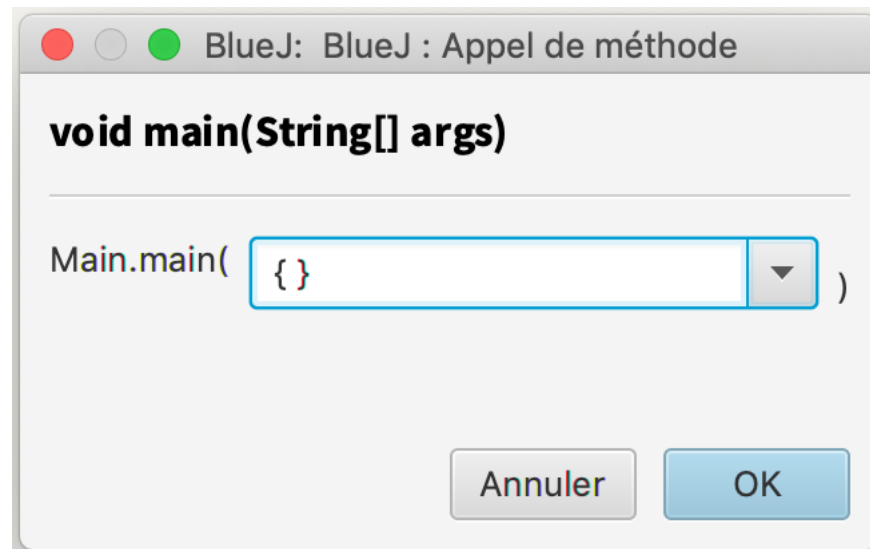 BlueJ: BlueJ : Appel de méthode
void main(String[] args)
Main.main( {} )
Annuler OK